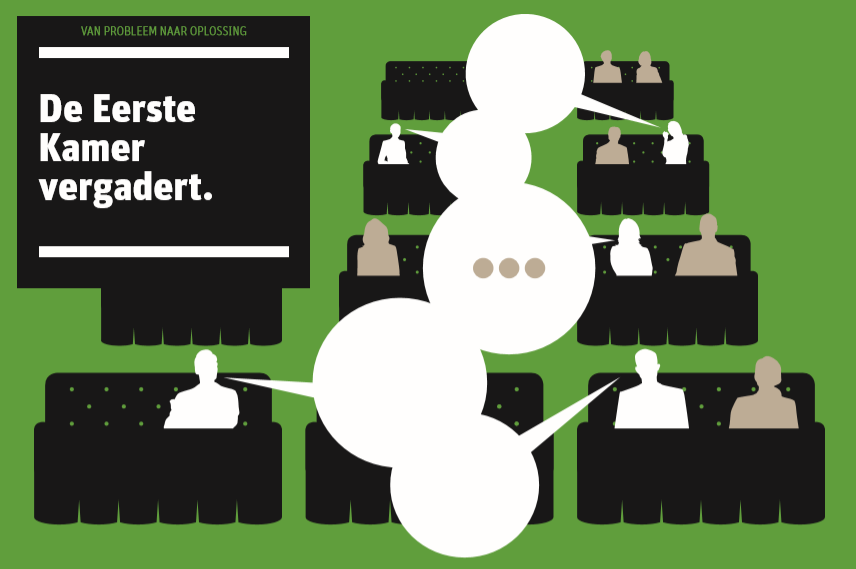 VAN PROBLEEM NAAR OPLOSSING
De Eerste
Kamer
vergadert.